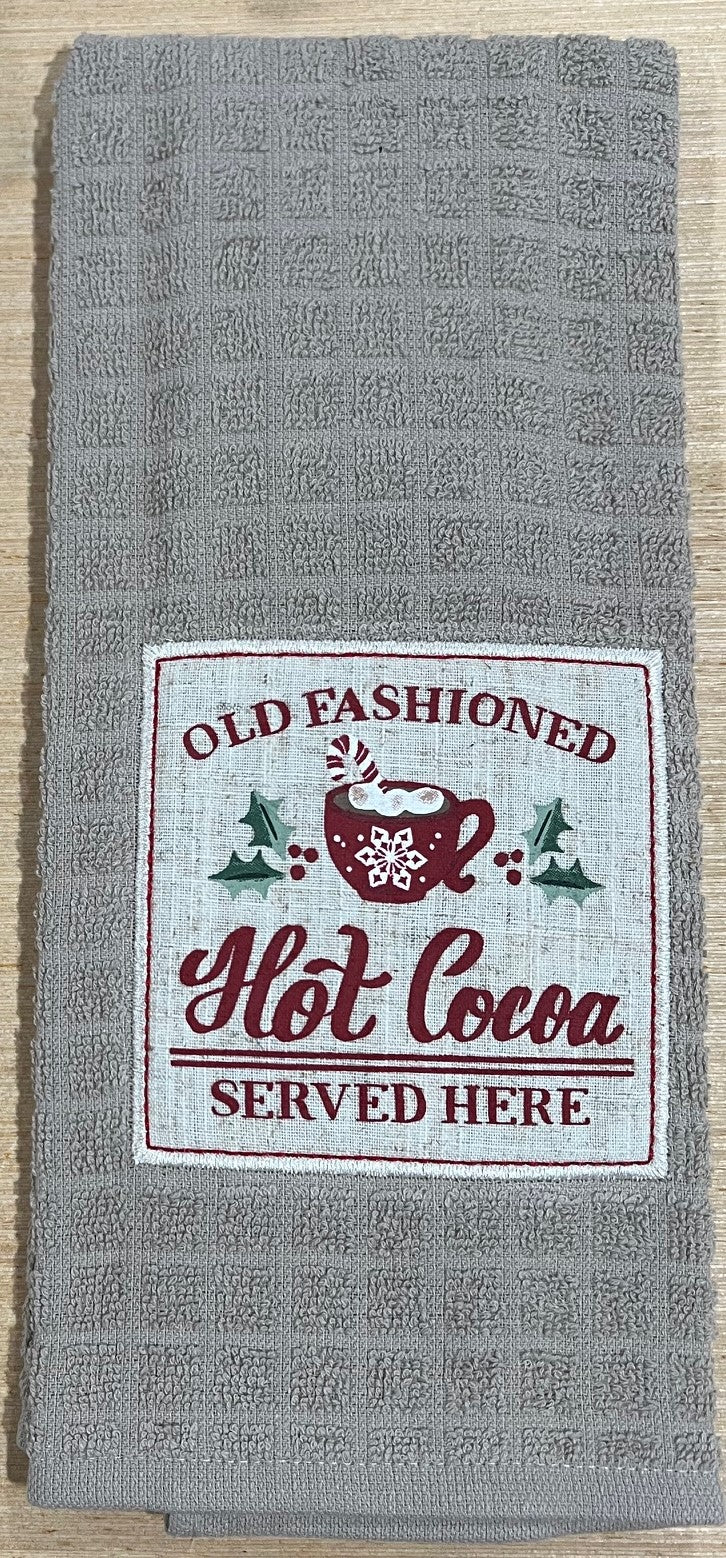 OLD FASHIONED
Hot Cocoa
SERVED HERE